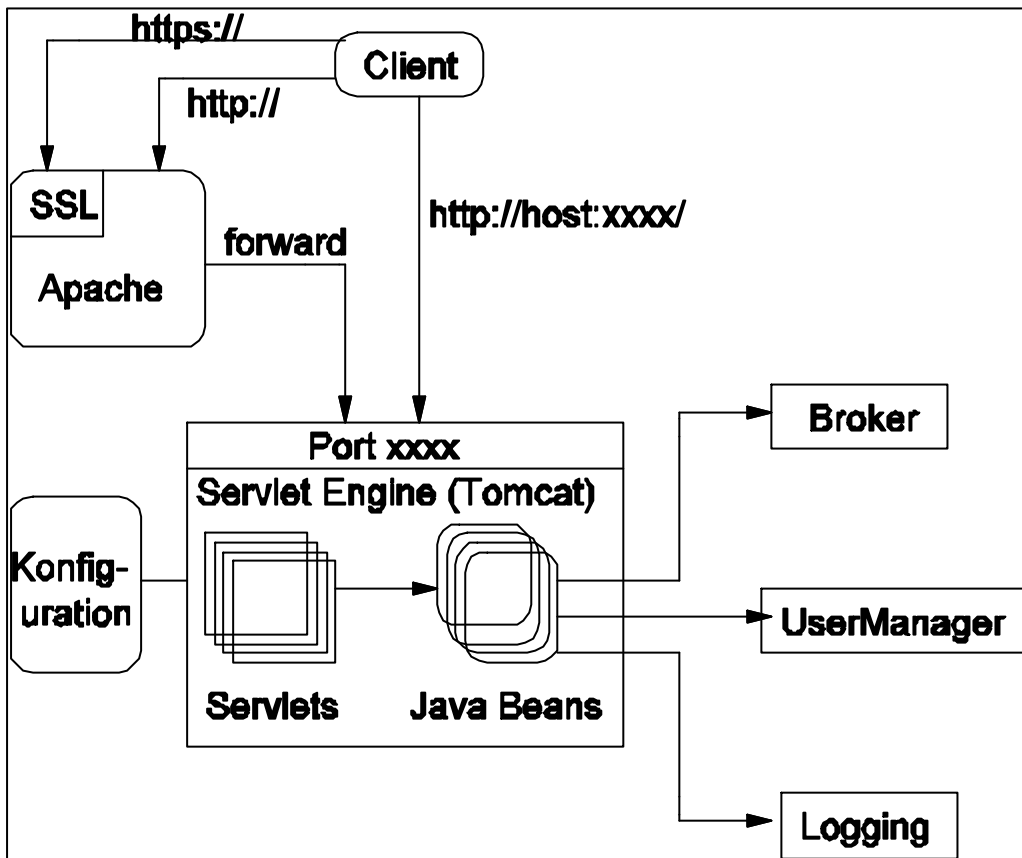 https://
Client
http://
SSL
http://host:xxxx/
forward
Apache
Broker
Port xxxx
Servlet Engine (Tomcat)
Konfig-
uration
UserManager
Servlets
Java Beans
Logging